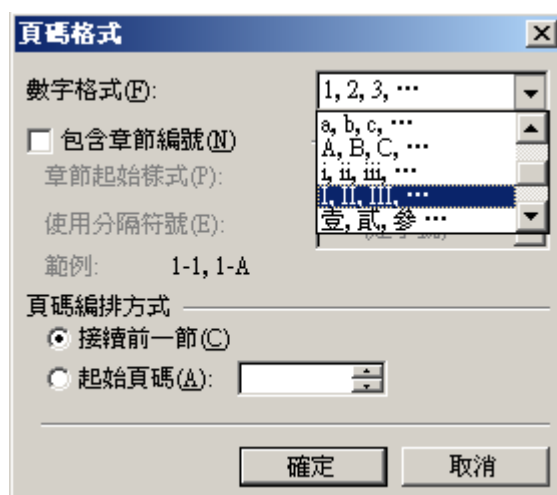 頁碼格式
數字格式(F): 1, 2, 3, …
a, b, c, …
A, B, C, …
包含章節編號(N)
i, ii, iii, …
章節起始樣式(P):
I, II, III, …
使用分隔符號(E): 壹, 貳, 參 …
範例: 1-1, 1-A
頁碼編排方式
接續前一節(C)
起始頁碼(A):
確定 取消